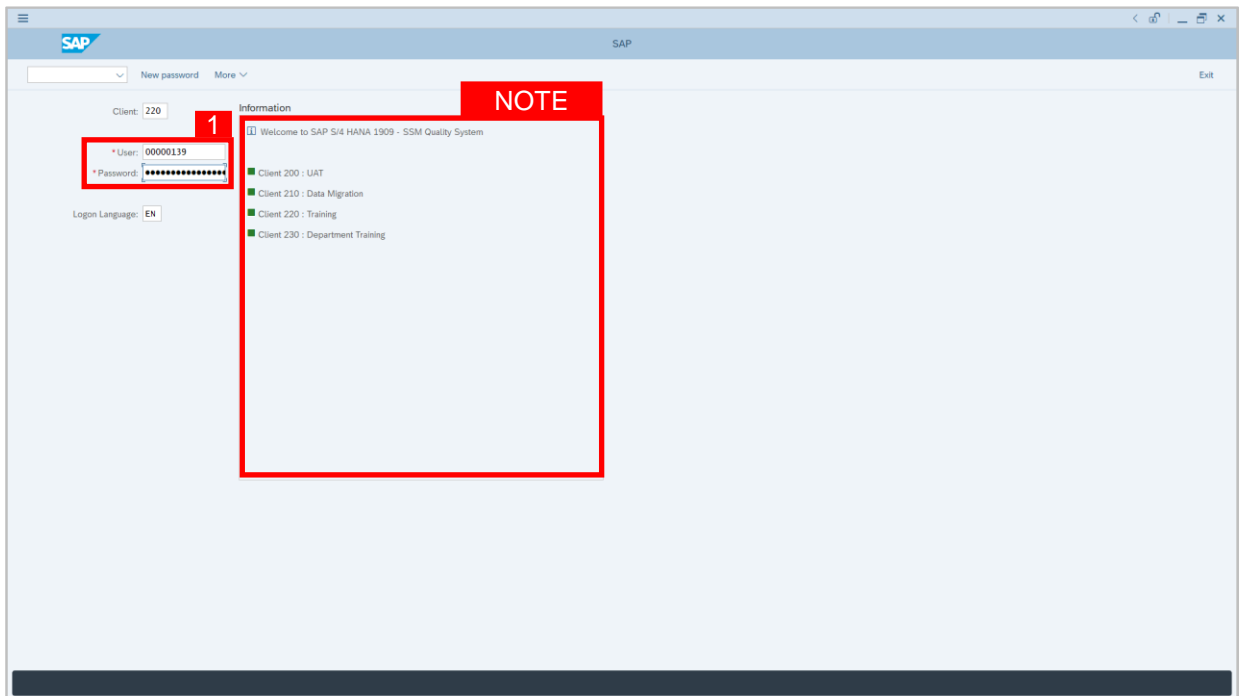 SAP
SAP
New password More
Exit
Client: 220
Information
NOTE
1
Welcome to SAP S/4 HANA 1909 - SSM Quality System
* User: 00000139
* Password: ****************
Client 200 : UAT
Client 210 : Data Migration
Logon Language: EN
Client 220 : Training
Client 230 : Department Training